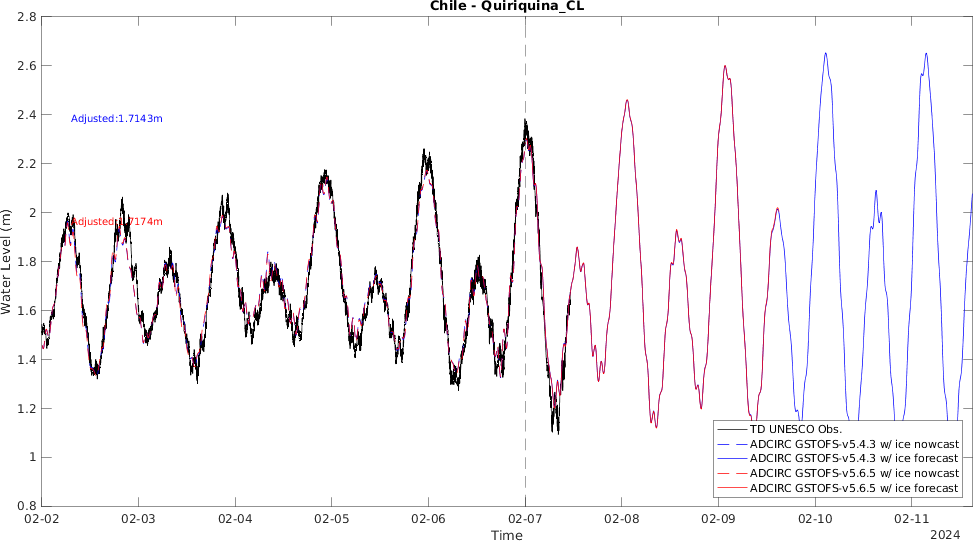 Chile - Quiriquina_CL
2.8
2.6
2.4
2.2
2
1.8
1.6
1.4
1.2
1
0.8
Water Level (m)
Adjusted:1.7143m
Adjusted:1.7174m
TD UNESCO Obs.
ADCIRC GSTOFS-v5.4.3 w/ ice nowcast
ADCIRC GSTOFS-v5.4.3 w/ ice forecast
ADCIRC GSTOFS-v5.6.5 w/ ice nowcast
ADCIRC GSTOFS-v5.6.5 w/ ice forecast
02-02 02-03 02-04 02-05 02-06 02-07 02-08 02-09 02-10 02-11
Time
2024